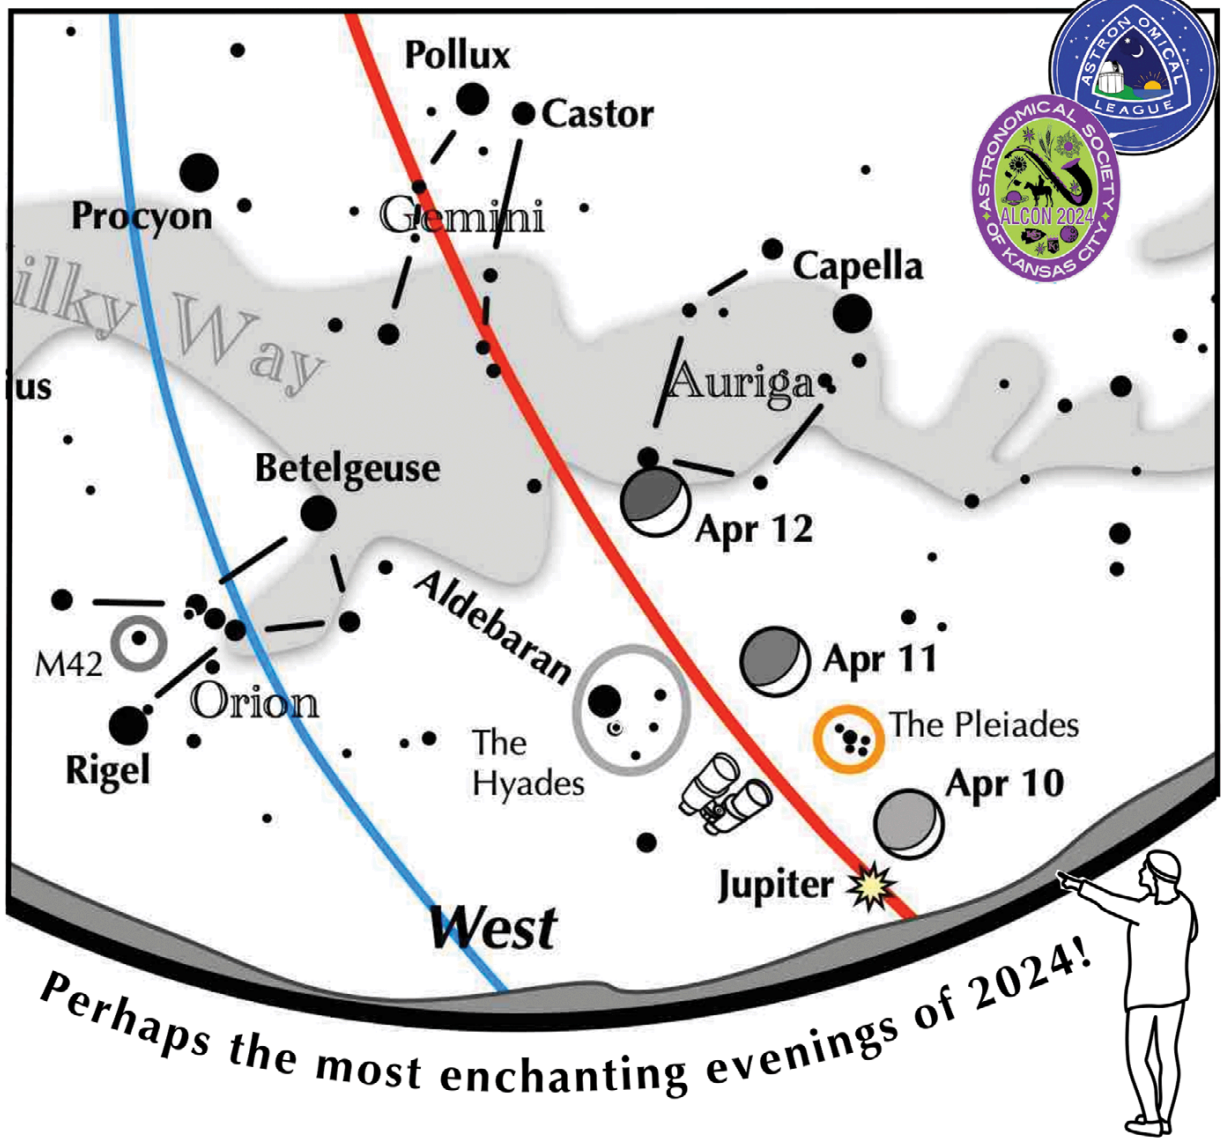 ASTRONOMICAL
LEAGUE
Pollux
Castor
ASTRONOMICAL SOCIETY
ALCON 2024
OF KANSAS CITY
Procyon
Gemini
Capella
ilky Way
Auriga
us
Betelgeuse
Apr 12
Aldebaran
M42
Apr 11
Orion
The Pleiades
Rigel
The
Hyades
Apr 10
Jupiter
West
Perhaps the most enchanting evenings of 2024!